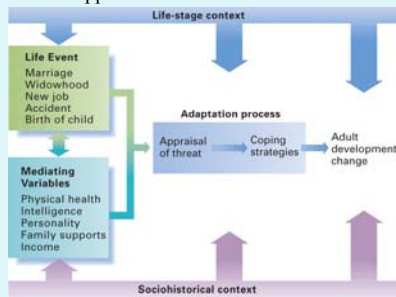 Life-stage context
Life Event
Marriage
Widowhood
New job
Accident
Birth of child
Mediating
Variables
Physical health
Intelligence
Personality
Family supports
Income
Adaptation process
Appraisal
of threat
Coping
strategies
Adult
development
change
Sociohistorical context